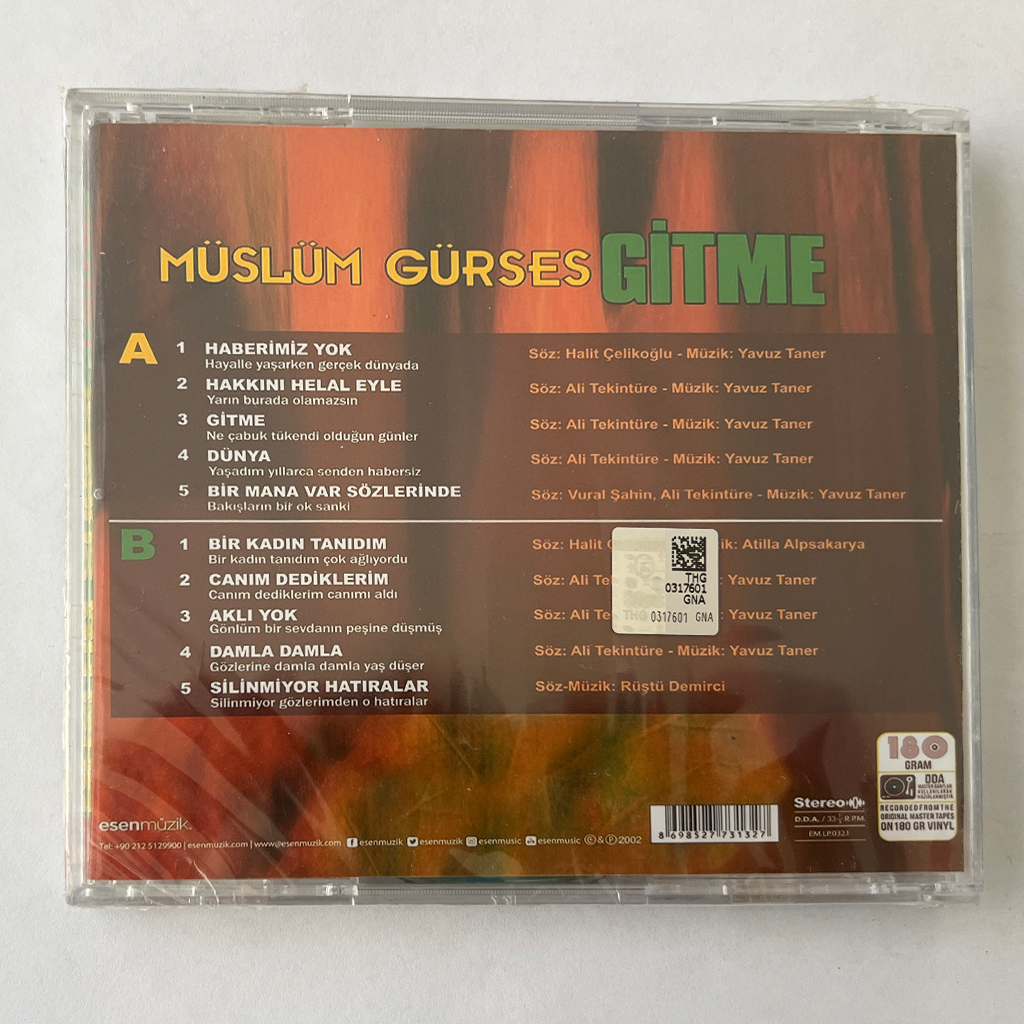 MÜSLÜM GÜRSES GİTME
A
1 HABERİMİZ YOK Söz: Halit Çelikoğlu - Müzik: Yavuz Taner
Hayalle yaşarken gerçek dünyada
2 HAKKINI HELAL EYLE Söz: Ali Tekintüre - Müzik: Yavuz Taner
Yarın burada olamazsın
3 GİTME Söz: Ali Tekintüre - Müzik: Yavuz Taner
Ne çabuk tükendi olduğun günler
4 DÜNYA Söz: Ali Tekintüre - Müzik: Yavuz Taner
Yaşadım yıllarca senden habersiz
5 BİR MANA VAR SÖZLERİNDE Söz: Vural Şahin, Ali Tekintüre - Müzik: Yavuz Taner
Bakışların bir ok sanki
B
1 BİR KADIN TANIDIM Söz: Halit Atilla Alpsakarya
Bir kadın tanıdım çok ağlıyordu
2 CANIM DEDİKLERİM Söz: Ali Yavuz Taner
Canım dediklerim canımı aldı
3 AKLI YOK Söz: Ali Yavuz Taner
Gönlüm bir sevdanın peşine düşmüş
4 DAMLA DAMLA Söz: Ali Tekintüre - Müzik: Yavuz Taner
Gözlerine damla damla yaş düşer
5 SİLİNMİYOR HATIRALAR Söz-Müzik: Rüştü Demirci
Silinmiyor gözlerimden o hatıralar
THG
0317601
GNA
THG 0317601 GNA
180
GRAM
DDA
RECORDED FROM THE
ORIGINAL MASTER TAPES
ON 180 GR VINYL
esenmüzik.
Tel: +90 212 5129900 | esenmuzik.com | www@esenmuzik.com esenmuzik esenmuzik esenmusic esenmusic ©&℗2002
8 698527 731327
Stereo
D.D.A. / 33 ⅓ R.P.M.
EM.LP.032.1